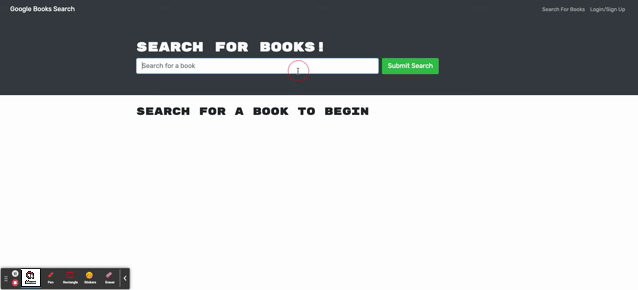 Google Books Search
Search For Books Login/Sign Up
SEARCH FOR BOOKS!
Search for a book
Submit Search
SEARCH FOR A BOOK TO BEGIN
Pen Rectangle Stickers Eraser